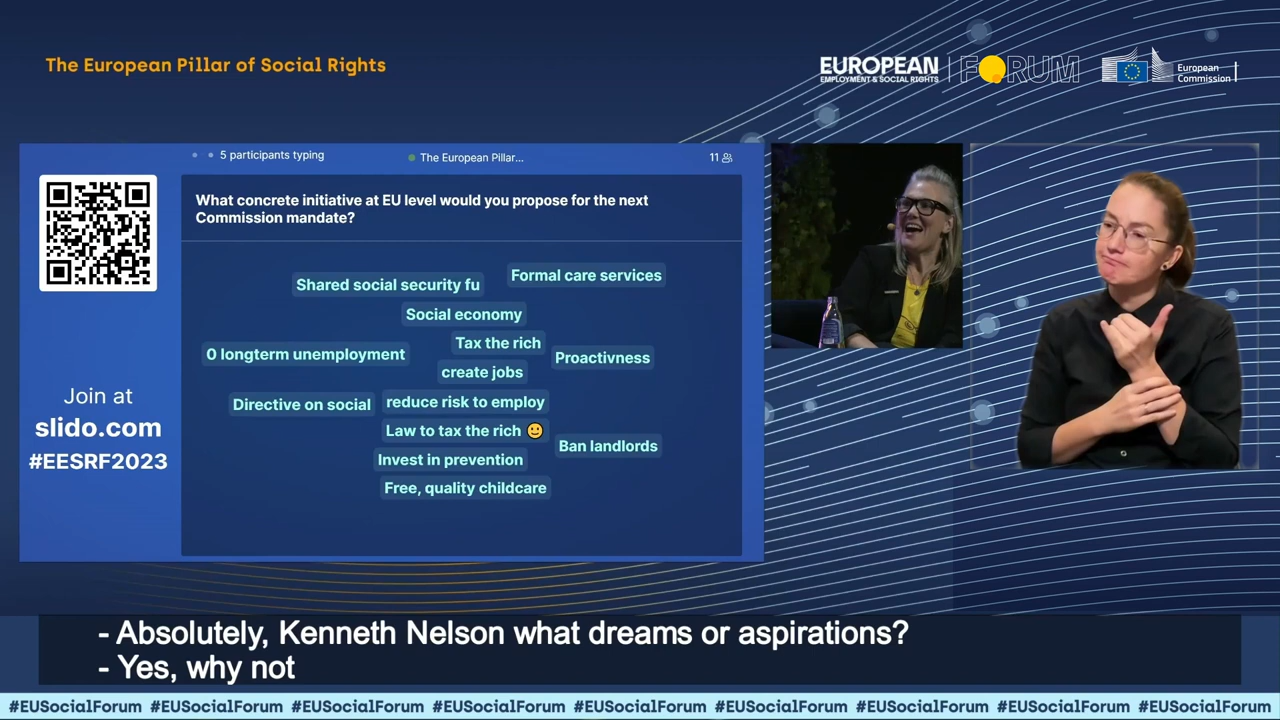 The European Pillar of Social Rights
EUROPEAN
EMPLOYMENT & SOCIAL RIGHTS
FORUM
European
Commission
5 participants typing
The European Pillar...
11
What concrete initiative at EU level would you propose for the next
Commission mandate?
Formal care services
Shared social security fu
Social economy
Tax the rich
0 longterm unemployment
Proactivness
create jobs
Directive on social
reduce risk to employ
Law to tax the rich 🙂
Ban landlords
Invest in prevention
Free, quality childcare
Join at
slido.com
#EESRF2023
- Absolutely, Kenneth Nelson what dreams or aspirations?
- Yes, why not
#EUSocialForum #EUSocialForum #EUSocialForum #EUSocialForum #EUSocialForum #EUSocialForum #EUSocialForum #EUSocialForum #EUSocialForum